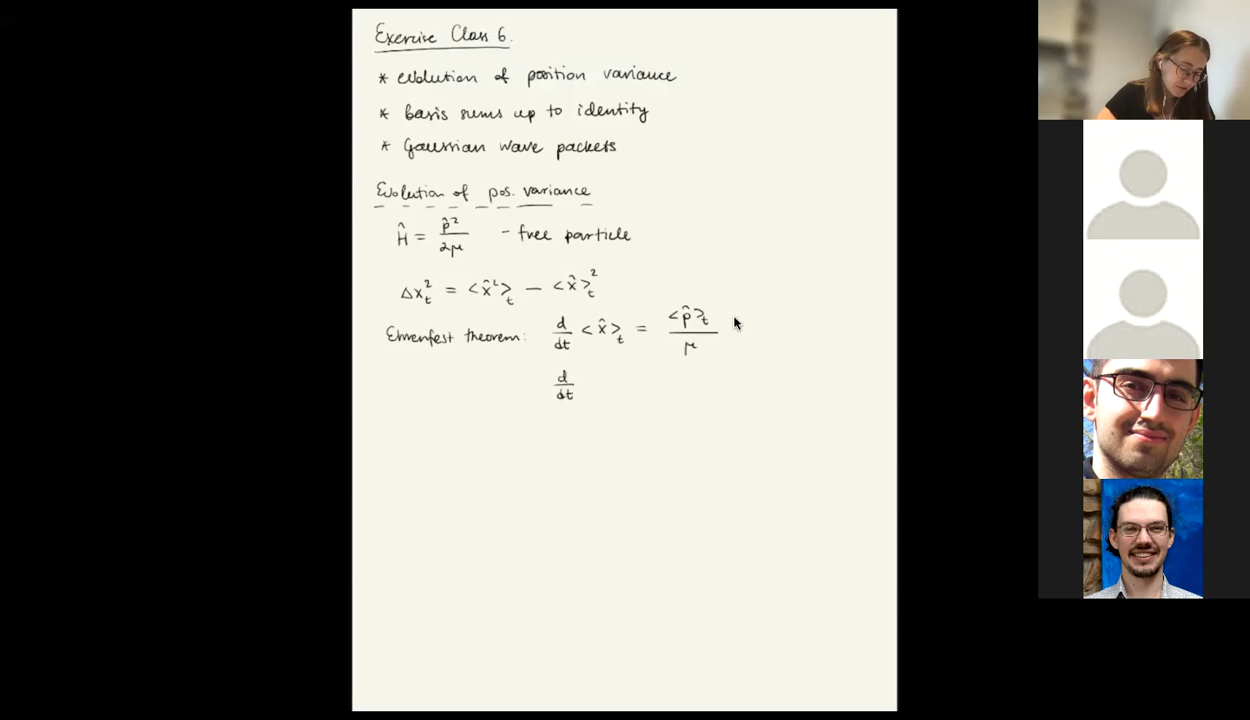 Exercise Class 6.
* evolution of position variance
* basis sums up to identity
* Gaussian wave packets
Evolution of pos. variance
Ĥ = p̂²/2μ - free particle
Δx_t² = <x̂²>_t − <x̂>_t²
Ehrenfest theorem: d/dt <x̂>_t = <p̂>_t/μ
d/dt